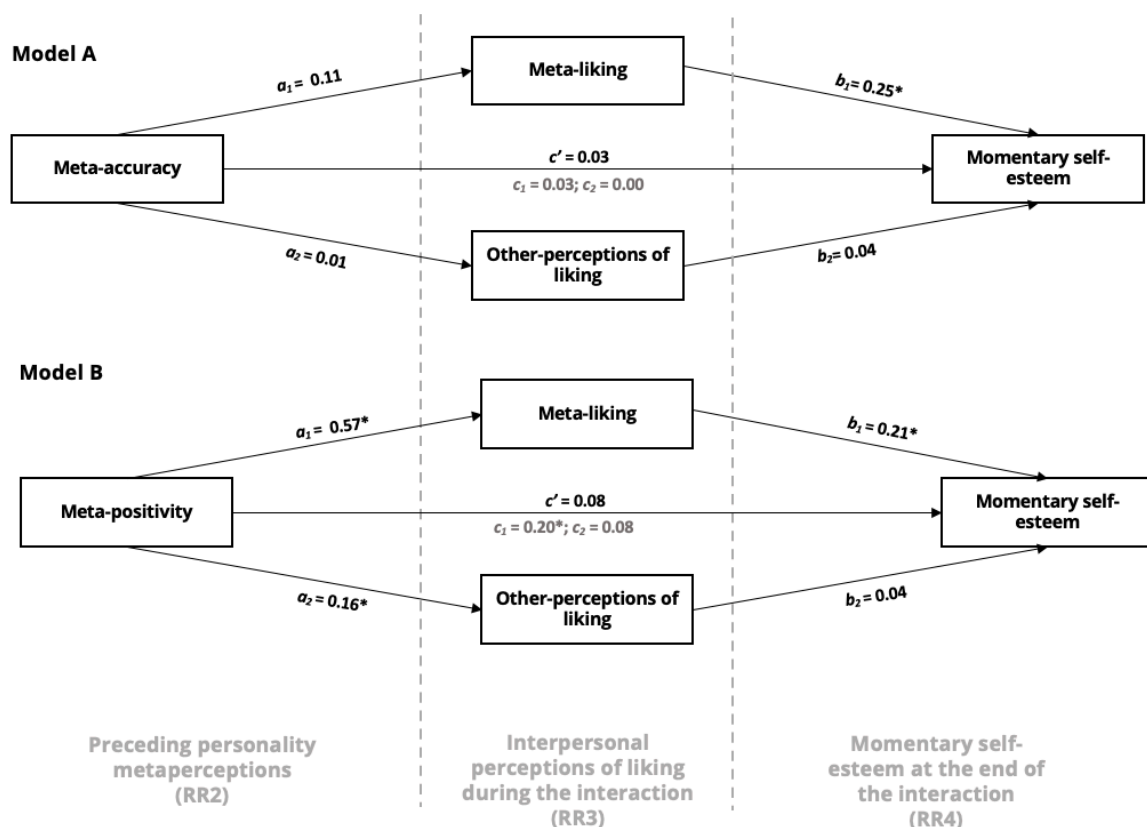 Model A
Meta-liking
a₁ = 0.11
b₁= 0.25*
Meta-accuracy
c’ = 0.03
c₁ = 0.03; c₂ = 0.00
Momentary self-
esteem
a₂ = 0.01
Other-perceptions of
liking
b₂= 0.04
Model B
Meta-liking
a₁ = 0.57*
b₁ = 0.21*
Meta-positivity
c’ = 0.08
c₁ = 0.20*; c₂ = 0.08
Momentary self-
esteem
a₂ = 0.16*
Other-perceptions of
liking
b₂ = 0.04
Preceding personality
metaperceptions
(RR2)
Interpersonal
perceptions of liking
during the interaction
(RR3)
Momentary self-
esteem at the end of
the interaction
(RR4)